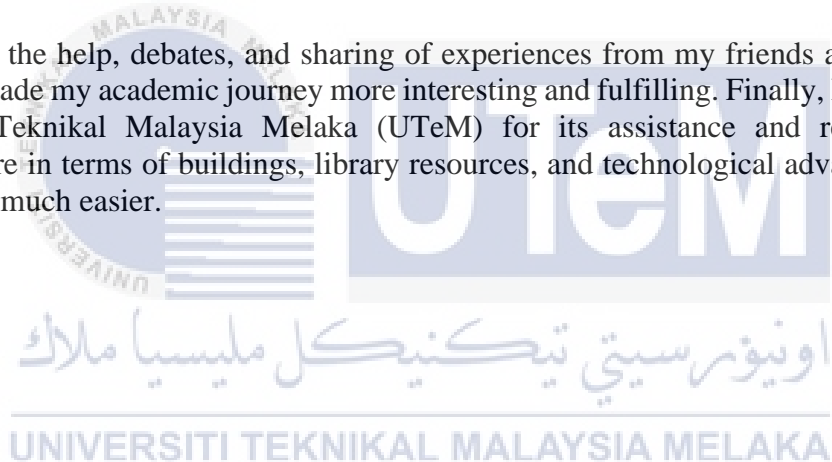 the help, debates, and sharing of experiences from my friends a
ade my academic journey more interesting and fulfilling. Finally,
Teknikal Malaysia Melaka (UTeM) for its assistance and r
re in terms of buildings, library resources, and technological adva
much easier.
UTeM
اونيۏرسيتي تيكنيكل مليسيا ملاك
UNIVERSITI TEKNIKAL MALAYSIA MELAKA